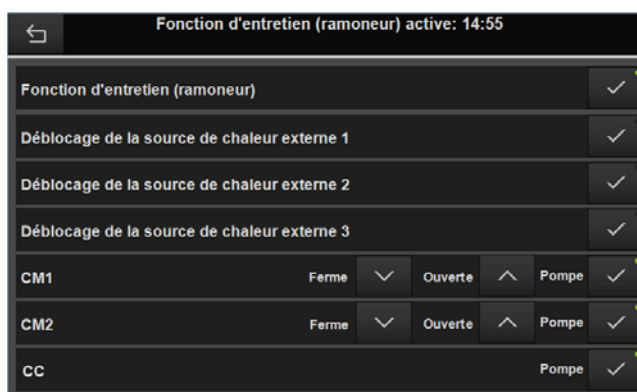 Fonction d'entretien (ramoneur) active: 14:55
Fonction d'entretien (ramoneur)
Déblocage de la source de chaleur externe 1
Déblocage de la source de chaleur externe 2
Déblocage de la source de chaleur externe 3
CM1 Ferme Ouverte Pompe
CM2 Ferme Ouverte Pompe
CC Pompe